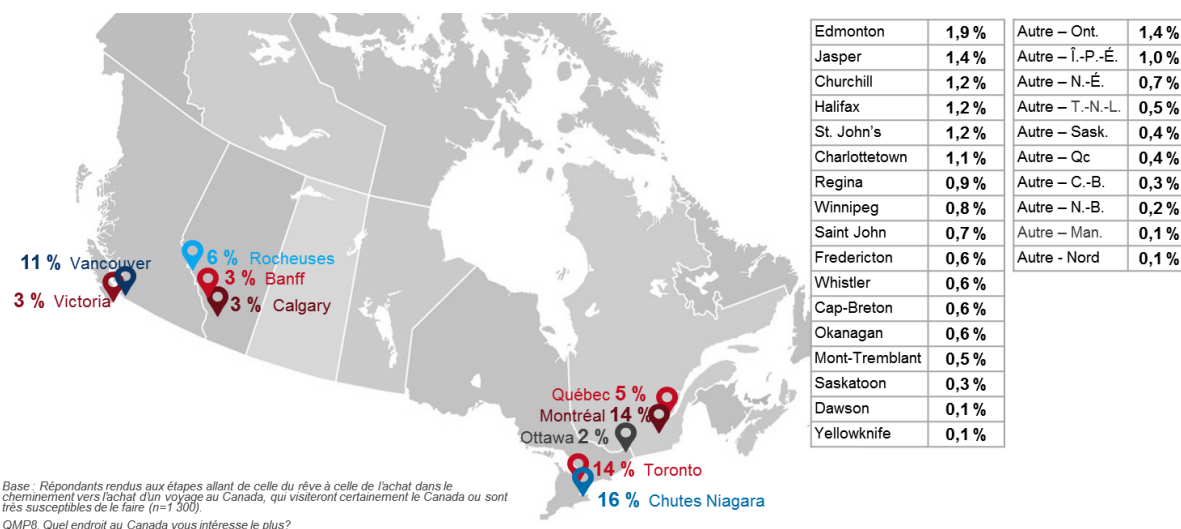 11 % Vancouver
3 % Victoria
6 % Rocheuses
3 % Banff
3 % Calgary
Québec 5 %
Montréal 14 %
Ottawa 2 %
14 % Toronto
16 % Chutes Niagara
Edmonton 1,9 %
Jasper 1,4 %
Churchill 1,2 %
Halifax 1,2 %
St. John's 1,2 %
Charlottetown 1,1 %
Regina 0,9 %
Winnipeg 0,8 %
Saint John 0,7 %
Fredericton 0,6 %
Whistler 0,6 %
Cap-Breton 0,6 %
Okanagan 0,6 %
Mont-Tremblant 0,5 %
Saskatoon 0,3 %
Dawson 0,1 %
Yellowknife 0,1 %
Autre – Ont. 1,4 %
Autre – Î.-P.-É. 1,0 %
Autre – N.-É. 0,7 %
Autre – T.-N.-L. 0,5 %
Autre – Sask. 0,4 %
Autre – Qc 0,4 %
Autre – C.-B. 0,3 %
Autre – N.-B. 0,2 %
Autre – Man. 0,1 %
Autre - Nord 0,1 %
Base : Répondants rendus aux étapes allant de celle du rêve à celle de l'achat dans le
cheminement vers l'achat d'un voyage au Canada, qui visiteront certainement le Canada ou sont
très susceptibles de le faire (n=1 300).
QMP8. Quel endroit au Canada vous intéresse le plus?